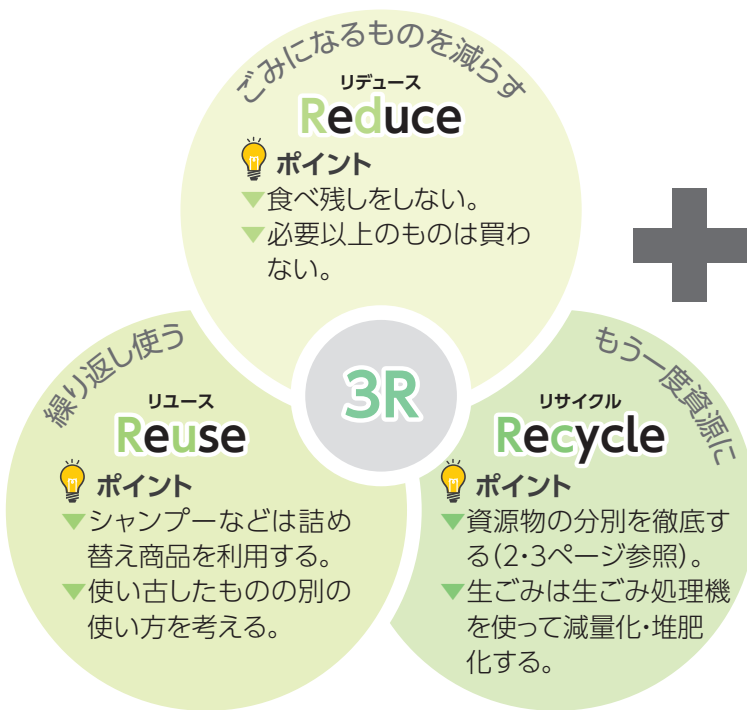 ごみになるものを減らす
リデュース
Reduce
ポイント
▼食べ残しをしない。
▼必要以上のものは買わ
ない。
3R
繰り返し使う
リユース
Reuse
ポイント
▼シャンプーなどは詰め
替え商品を利用する。
▼使い古したものの別の
使い方を考える。
もう一度資源に
リサイクル
Recycle
ポイント
▼資源物の分別を徹底す
る(2・3ページ参照)。
▼生ごみは生ごみ処理機
を使って減量化・堆肥
化する。